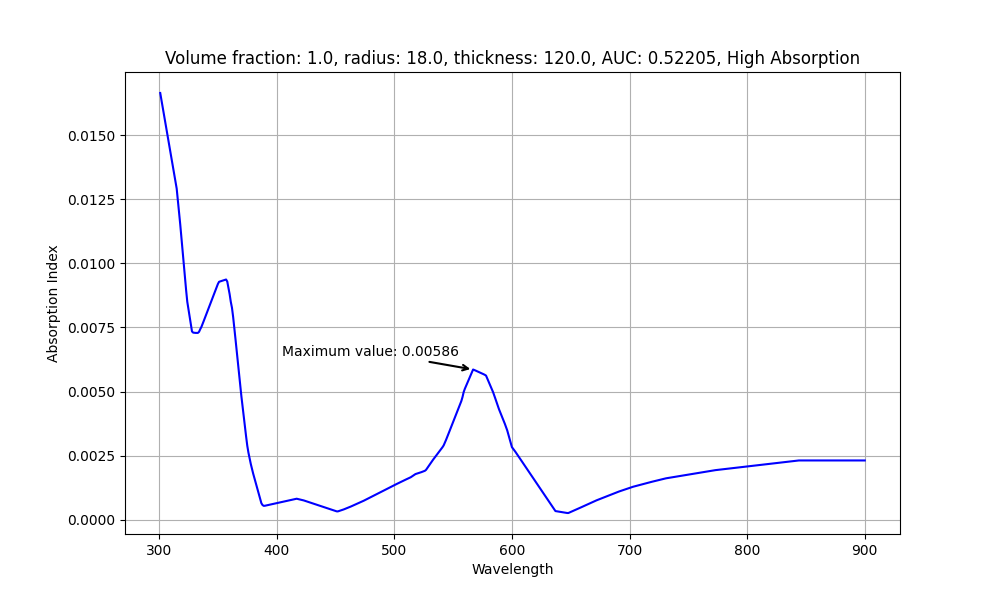 Volume fraction: 1.0, radius: 18.0, thickness: 120.0, AUC: 0.52205, High Absorption
0.0150
0.0125
0.0100
0.0075
0.0050
0.0025
0.0000
Absorption Index
Maximum value: 0.00586
300 400 500 600 700 800 900
Wavelength